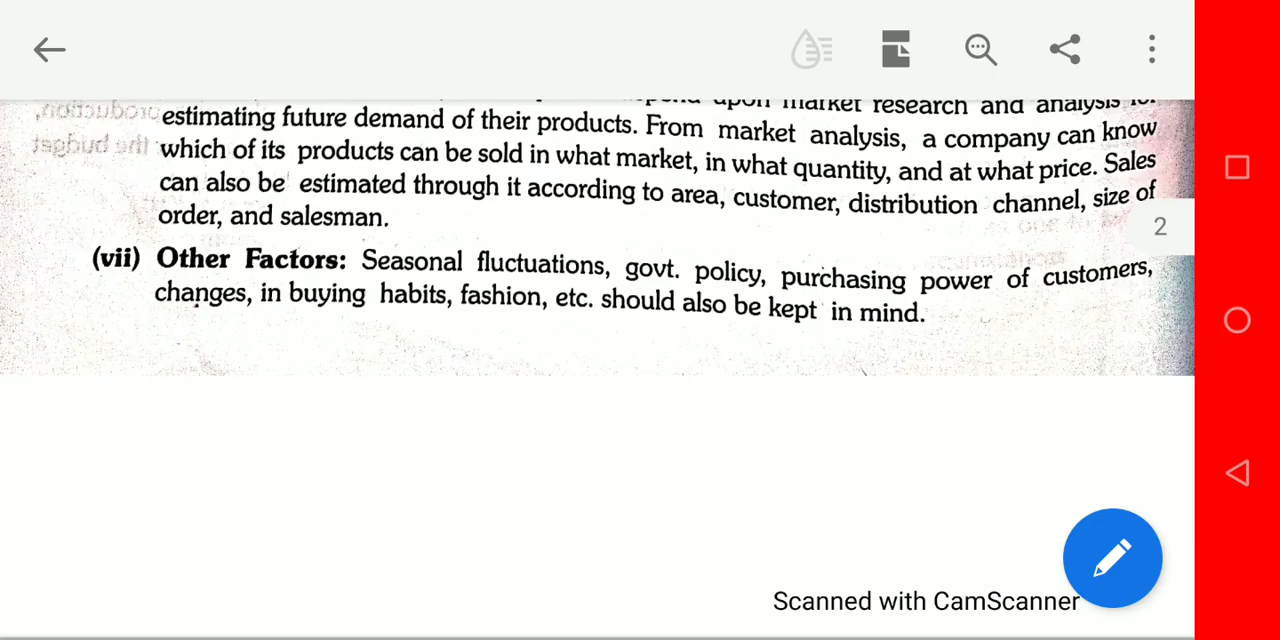 upon market research and analysis for
estimating future demand of their products. From market analysis, a company can know
which of its products can be sold in what market, in what quantity, and at what price. Sales
can also be estimated through it according to area, customer, distribution channel, size of
order, and salesman.
2
(vii) Other Factors: Seasonal fluctuations, govt. policy, purchasing power of customers,
changes, in buying habits, fashion, etc. should also be kept in mind.
Scanned with CamScanner